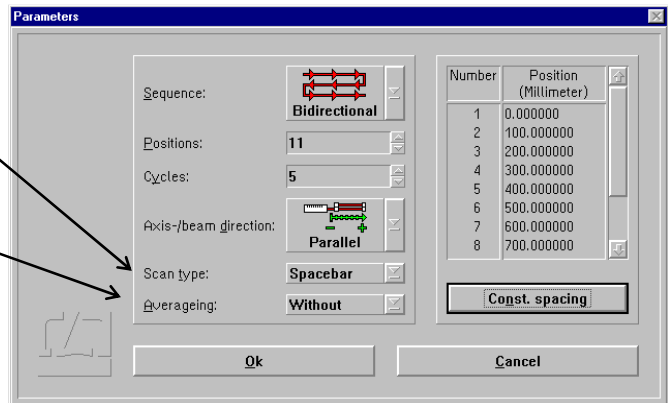 Parameters
Sequence: Bidirectional
Positions: 11
Cycles: 5
Axis-/beam direction: Parallel
Scan type: Spacebar
Averageing: Without
Number Position
(Millimeter)
1 0.000000
2 100.000000
3 200.000000
4 300.000000
5 400.000000
6 500.000000
7 600.000000
8 700.000000
Const. spacing
Ok Cancel